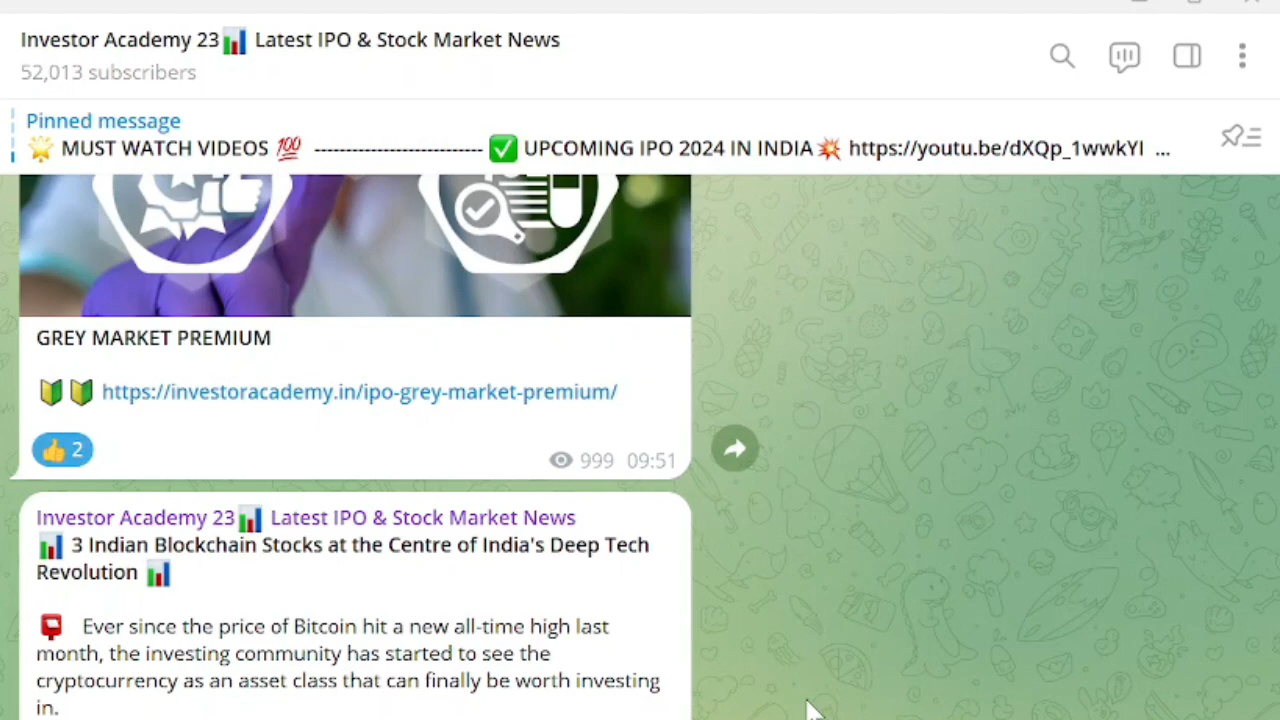 Investor Academy 23📊 Latest IPO & Stock Market News
52,013 subscribers
Pinned message
🌟 MUST WATCH VIDEOS 💯 --------------------------- ✅ UPCOMING IPO 2024 IN INDIA💥 https://youtu.be/dXQp_1wwkYI ...
GREY MARKET PREMIUM
🔰 🔰 https://investoracademy.in/ipo-grey-market-premium/
👍 2
999 09:51
Investor Academy 23📊 Latest IPO & Stock Market News
📊 3 Indian Blockchain Stocks at the Centre of India's Deep Tech
Revolution 📊
📮 Ever since the price of Bitcoin hit a new all-time high last
month, the investing community has started to see the
cryptocurrency as an asset class that can finally be worth investing
in.